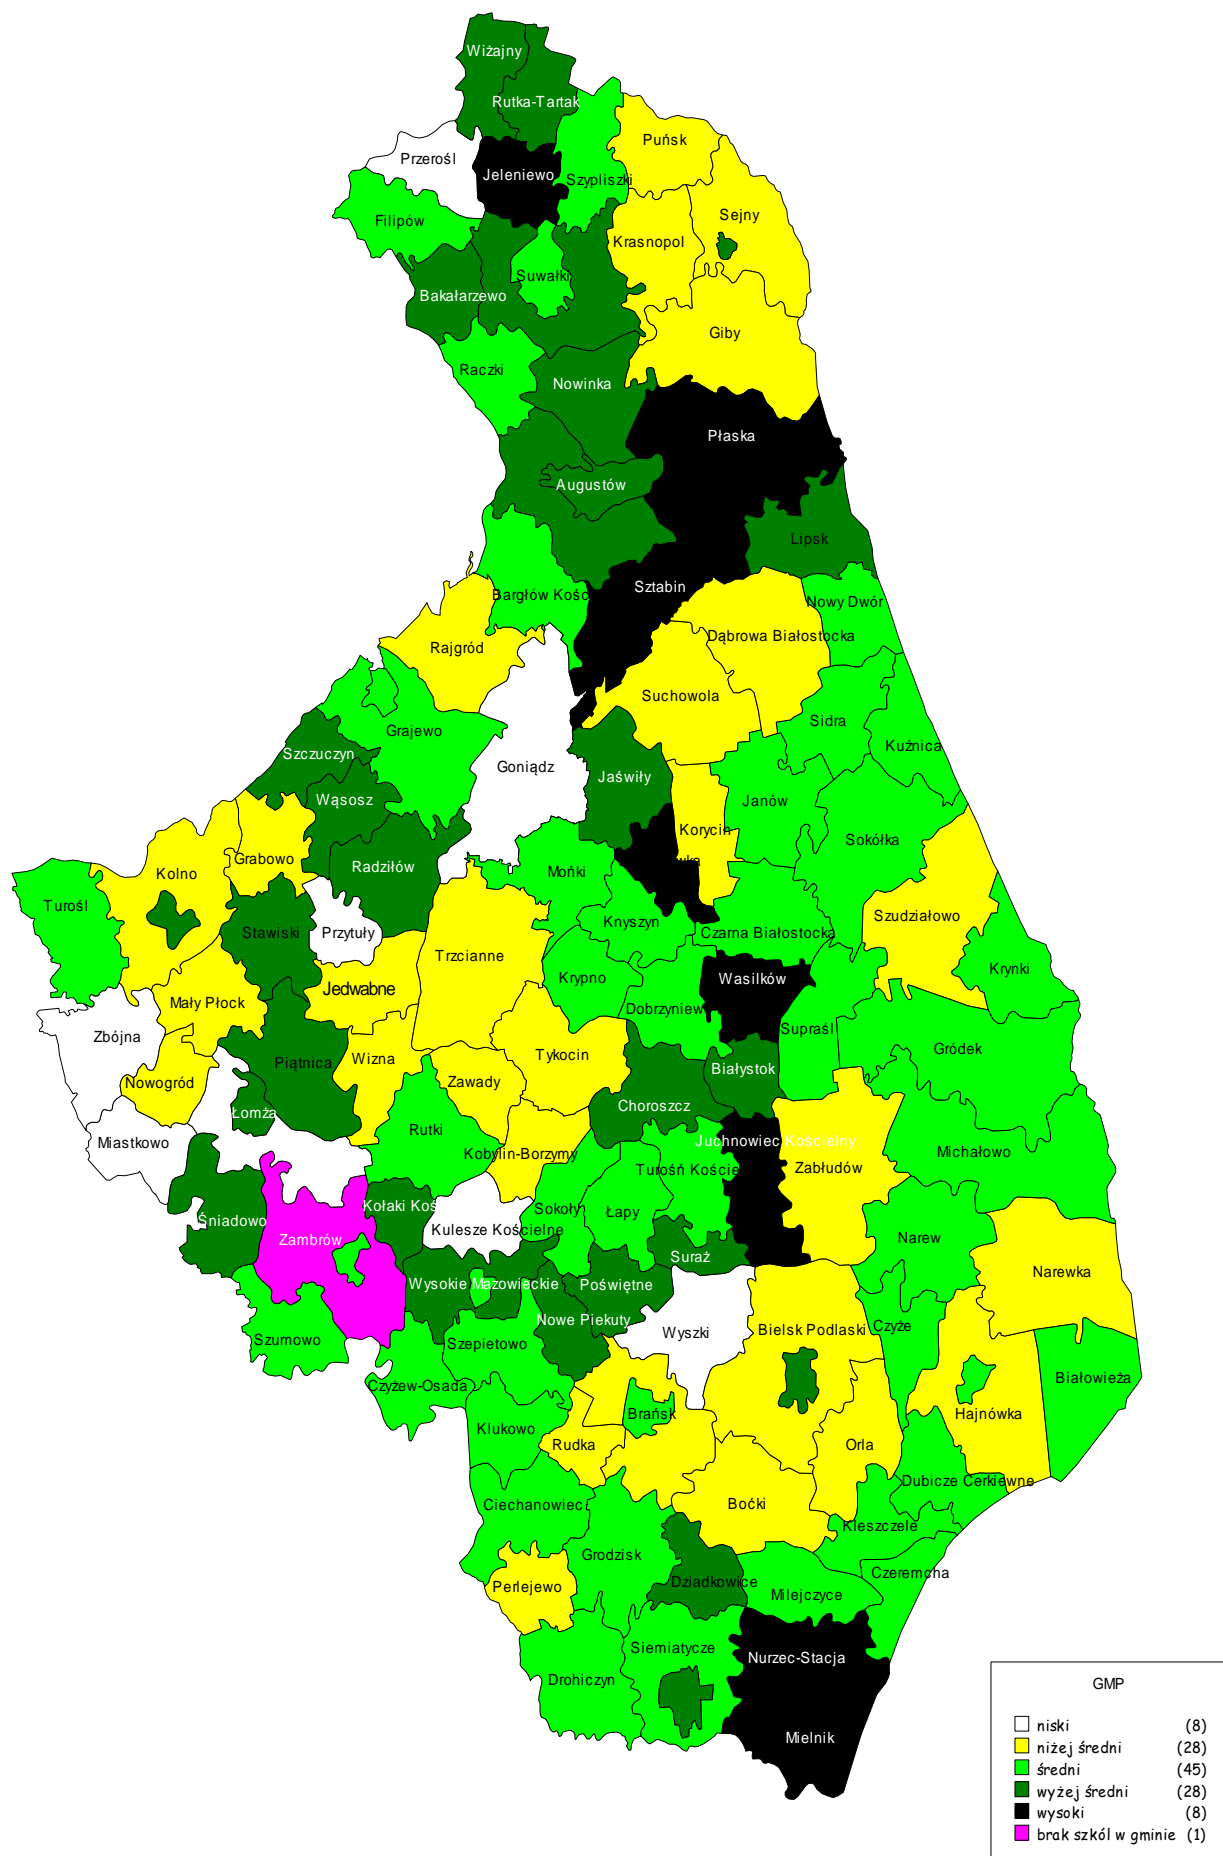 Wiżajny
Rutka-Tartak
Puńsk
Przerośl
Jeleniewo
Szypliszki
Filipów
Sejny
Krasnopol
Suwałki
Bakałarzewo
Giby
Raczki
Nowinka
Płaska
Augustów
Lipsk
Sztabin
Bargłów Kośc
Nowy Dwór
Rajgród
Dąbrowa Białostocka
Suchowola
Sidra
Grajewo
Kuźnica
Szczuczyn
Goniądz
Jaświły
Wąsosz
Janów
Korycin
Sokółka
Grabowo
wka
Kolno
Radziłów
Mońki
Turośl
Szudziałowo
Knyszyn
Stawiski
Przytuły
Czarna Białostocka
Trzcianne
Krynki
Krypno
Wasilków
Jedwabne
Mały Płock
Dobrzyniew
Supraśl
Zbójna
Gródek
Tykocin
Piątnica
Wizna
Białystok
Nowogród
Zawady
Choroszcz
Łomża
Rutki
Miastkowo
Juchnowiec Kościelny
Michałowo
Kobylin-Borzymy
Turośń Koście
Zabłudów
Kołaki Koś
Sokoły
Łapy
Śniadowo
Kulesze Kościelne
Narew
Zambrów
Suraż
Narewka
Wysokie Mazowieckie
Poświętne
Nowe Piekuty
Czyże
Wyszki
Bielsk Podlaski
Szumowo
Szepietowo
Białowieża
Czyżew-Osada
Brańsk
Hajnówka
Klukowo
Rudka
Orla
Dubicze Cerkiewne
Ciechanowiec
Boćki
Kleszczele
Grodzisk
Czeremcha
Dziadkowice
Perlejewo
Milejczyce
Siemiatycze
Nurzec-Stacja
Drohiczyn
Mielnik
GMP
niski (8)
niżej średni (28)
średni (45)
wyżej średni (28)
wysoki (8)
brak szkól w gminie (1)